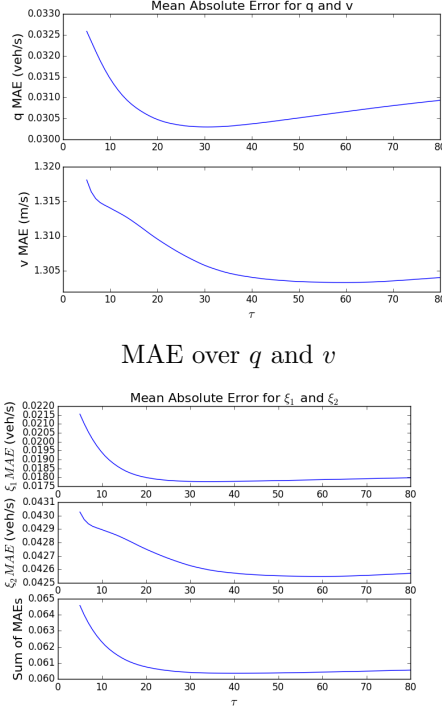 Mean Absolute Error for q and v
q MAE (veh/s)
0.0330
0.0325
0.0320
0.0315
0.0310
0.0305
0.0300
0 10 20 30 40 50 60 70 80
v MAE (m/s)
1.320
1.315
1.310
1.305
0 10 20 30 40 50 60 70 80
τ
MAE over q and v
Mean Absolute Error for ξ₁ and ξ₂
ξ₁ MAE (veh/s)
0.0220
0.0215
0.0210
0.0205
0.0200
0.0195
0.0190
0.0185
0.0180
0.0175
0 10 20 30 40 50 60 70 80
ξ₂ MAE (veh/s)
0.0431
0.0430
0.0429
0.0428
0.0427
0.0426
0.0425
0 10 20 30 40 50 60 70 80
Sum of MAEs
0.065
0.064
0.063
0.062
0.061
0.060
0 10 20 30 40 50 60 70 80
τ